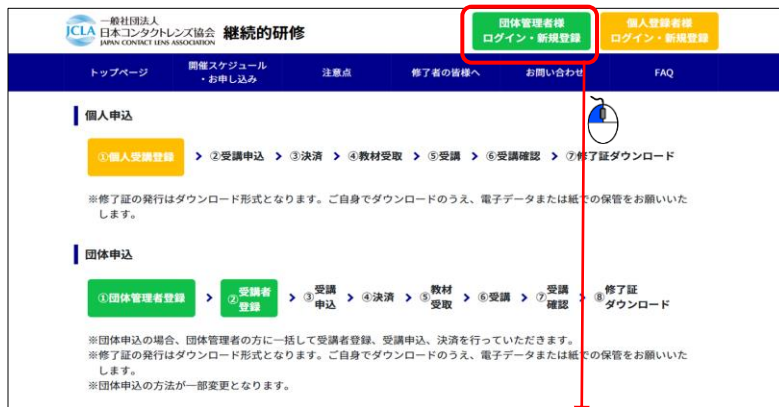 一般社団法人
JCLA 日本コンタクトレンズ協会 継続的研修
JAPAN CONTACT LENS ASSOCIATION
団体管理者様
ログイン・新規登録
個人登録者様
ログイン・新規登録
トップページ
開催スケジュール
・お申し込み
注意点
修了者の皆様へ
お問い合わせ
FAQ
個人申込
①個人受講登録 > ②受講申込 > ③決済 > ④教材受取 > ⑤受講 > ⑥受講確認 > ⑦修了証ダウンロード
※修了証の発行はダウンロード形式となります。ご自身でダウンロードのうえ、電子データまたは紙での保管をお願いいた
します。
団体申込
①団体管理者登録 > ②受講者登録 > ③受講申込 > ④決済 > ⑤教材受取 > ⑥受講 > ⑦受講確認 > ⑧修了証ダウンロード
※団体申込の場合、団体管理者の方に一括して受講者登録、受講申込、決済を行っていただきます。
※修了証の発行はダウンロード形式となります。ご自身でダウンロードのうえ、電子データまたは紙での保管をお願いいた
します。
※団体申込の方法が一部変更となります。